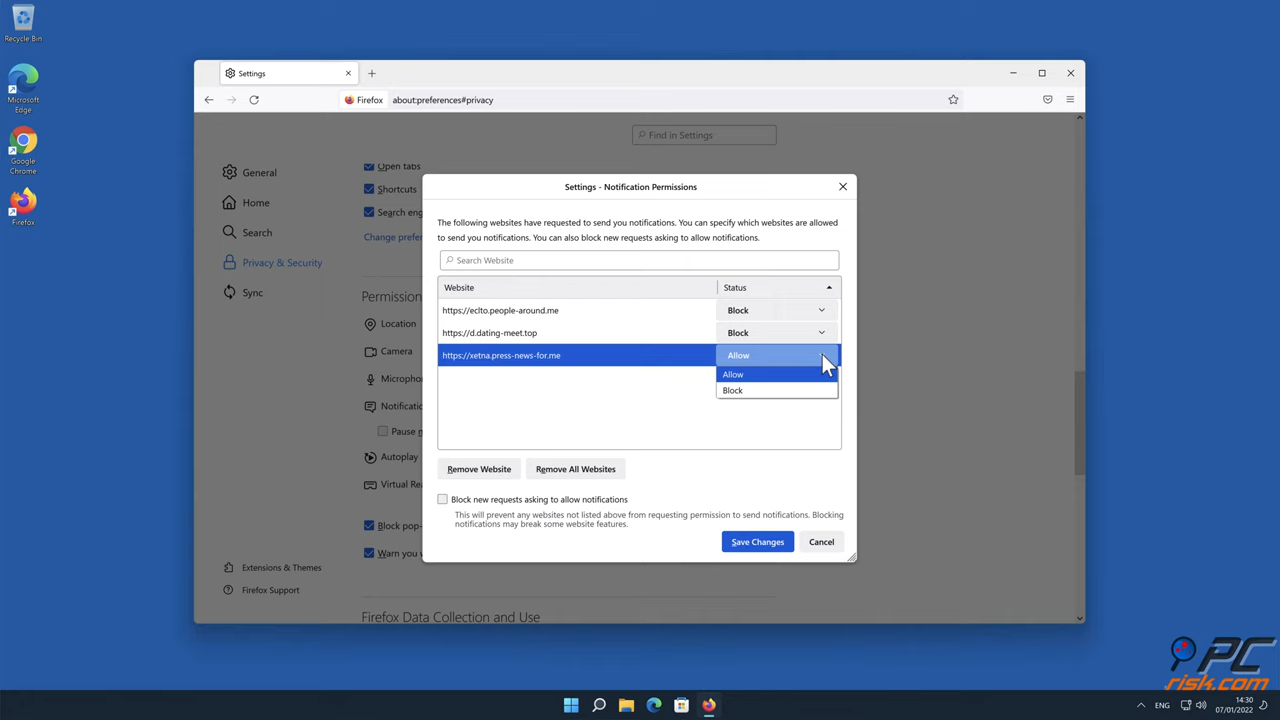 Recycle Bin
Microsoft
Edge
Google
Chrome
Firefox
Settings
Firefox
about:preferences#privacy
Find in Settings
General
Home
Search
Privacy & Security
Sync
Extensions & Themes
Firefox Support
Open tabs
Shortcuts
Search eng
Change prefer
Permission
Location
Camera
Microphon
Notificatio
Pause n
Autoplay
Virtual Rea
Block pop-
Warn you w
Firefox Data Collection and Use
Settings - Notification Permissions
The following websites have requested to send you notifications. You can specify which websites are allowed
to send you notifications. You can also block new requests asking to allow notifications.
Search Website
Website Status
https://eclto.people-around.me Block
https://d.dating-meet.top Block
https://xetna.press-news-for.me Allow
Allow
Block
Remove Website Remove All Websites
Block new requests asking to allow notifications
This will prevent any websites not listed above from requesting permission to send notifications. Blocking
notifications may break some website features.
Save Changes Cancel
PC
risk.com
ENG
14:30
07/01/2022